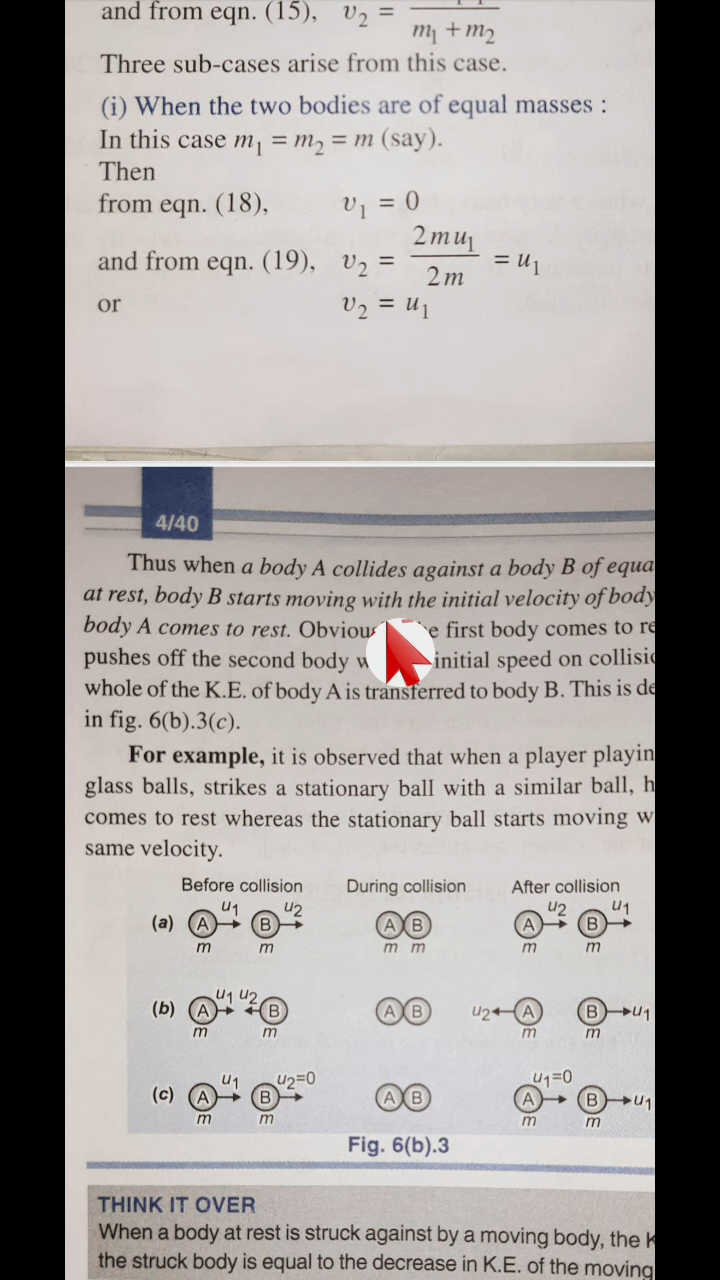 and from eqn. (15), v₂ = / m₁ + m₂
Three sub-cases arise from this case.
(i) When the two bodies are of equal masses :
In this case m₁ = m₂ = m (say).
Then
from eqn. (18), v₁ = 0
and from eqn. (19), v₂ = 2mu₁ / 2m = u₁
or v₂ = u₁
4/40
Thus when a body A collides against a body B of equa
at rest, body B starts moving with the initial velocity of body
body A comes to rest. Obviou e first body comes to re
pushes off the second body w initial speed on collisio
whole of the K.E. of body A is transferred to body B. This is de
in fig. 6(b).3(c).
For example, it is observed that when a player playin
glass balls, strikes a stationary ball with a similar ball, h
comes to rest whereas the stationary ball starts moving w
same velocity.
Before collision During collision After collision
u₁ u₂ u₂ u₁
(a) A B A B A B
m m m m m m
u₁ u₂
(b) A B A B u₂ A B u₁
m m m m
u₁ u₂=0 u₁=0
(c) A B A B A B u₁
m m m m
Fig. 6(b).3
THINK IT OVER
When a body at rest is struck against by a moving body, the K
the struck body is equal to the decrease in K.E. of the moving